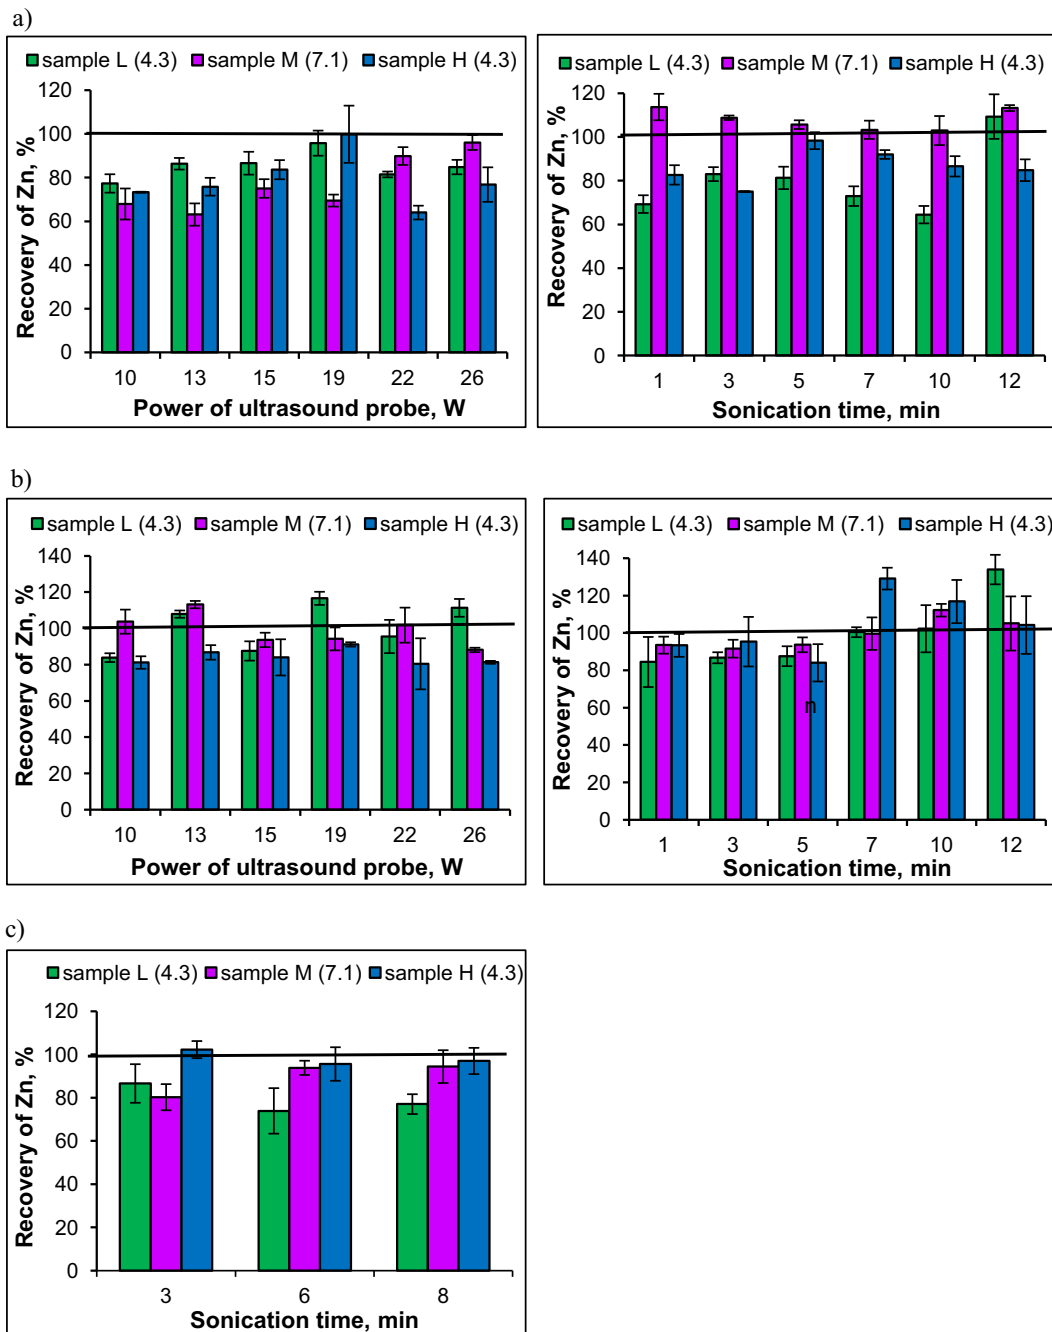 a)
sample L (4.3) sample M (7.1) sample H (4.3)
120
100
80
60
40
20
0
Recovery of Zn, %
10 13 15 19 22 26
Power of ultrasound probe, W
sample L (4.3) sample M (7.1) sample H (4.3)
120
100
80
60
40
20
0
Recovery of Zn, %
1 3 5 7 10 12
Sonication time, min
b)
sample L (4.3) sample M (7.1) sample H (4.3)
140
120
100
80
60
40
20
0
Recovery of Zn, %
10 13 15 19 22 26
Power of ultrasound probe, W
sample L (4.3) sample M (7.1) sample H (4.3)
140
120
100
80
60
40
20
0
Recovery of Zn, %
n
1 3 5 7 10 12
Sonication time, min
c)
sample L (4.3) sample M (7.1) sample H (4.3)
120
100
80
60
40
20
0
Recovery of Zn, %
3 6 8
Sonication time, min